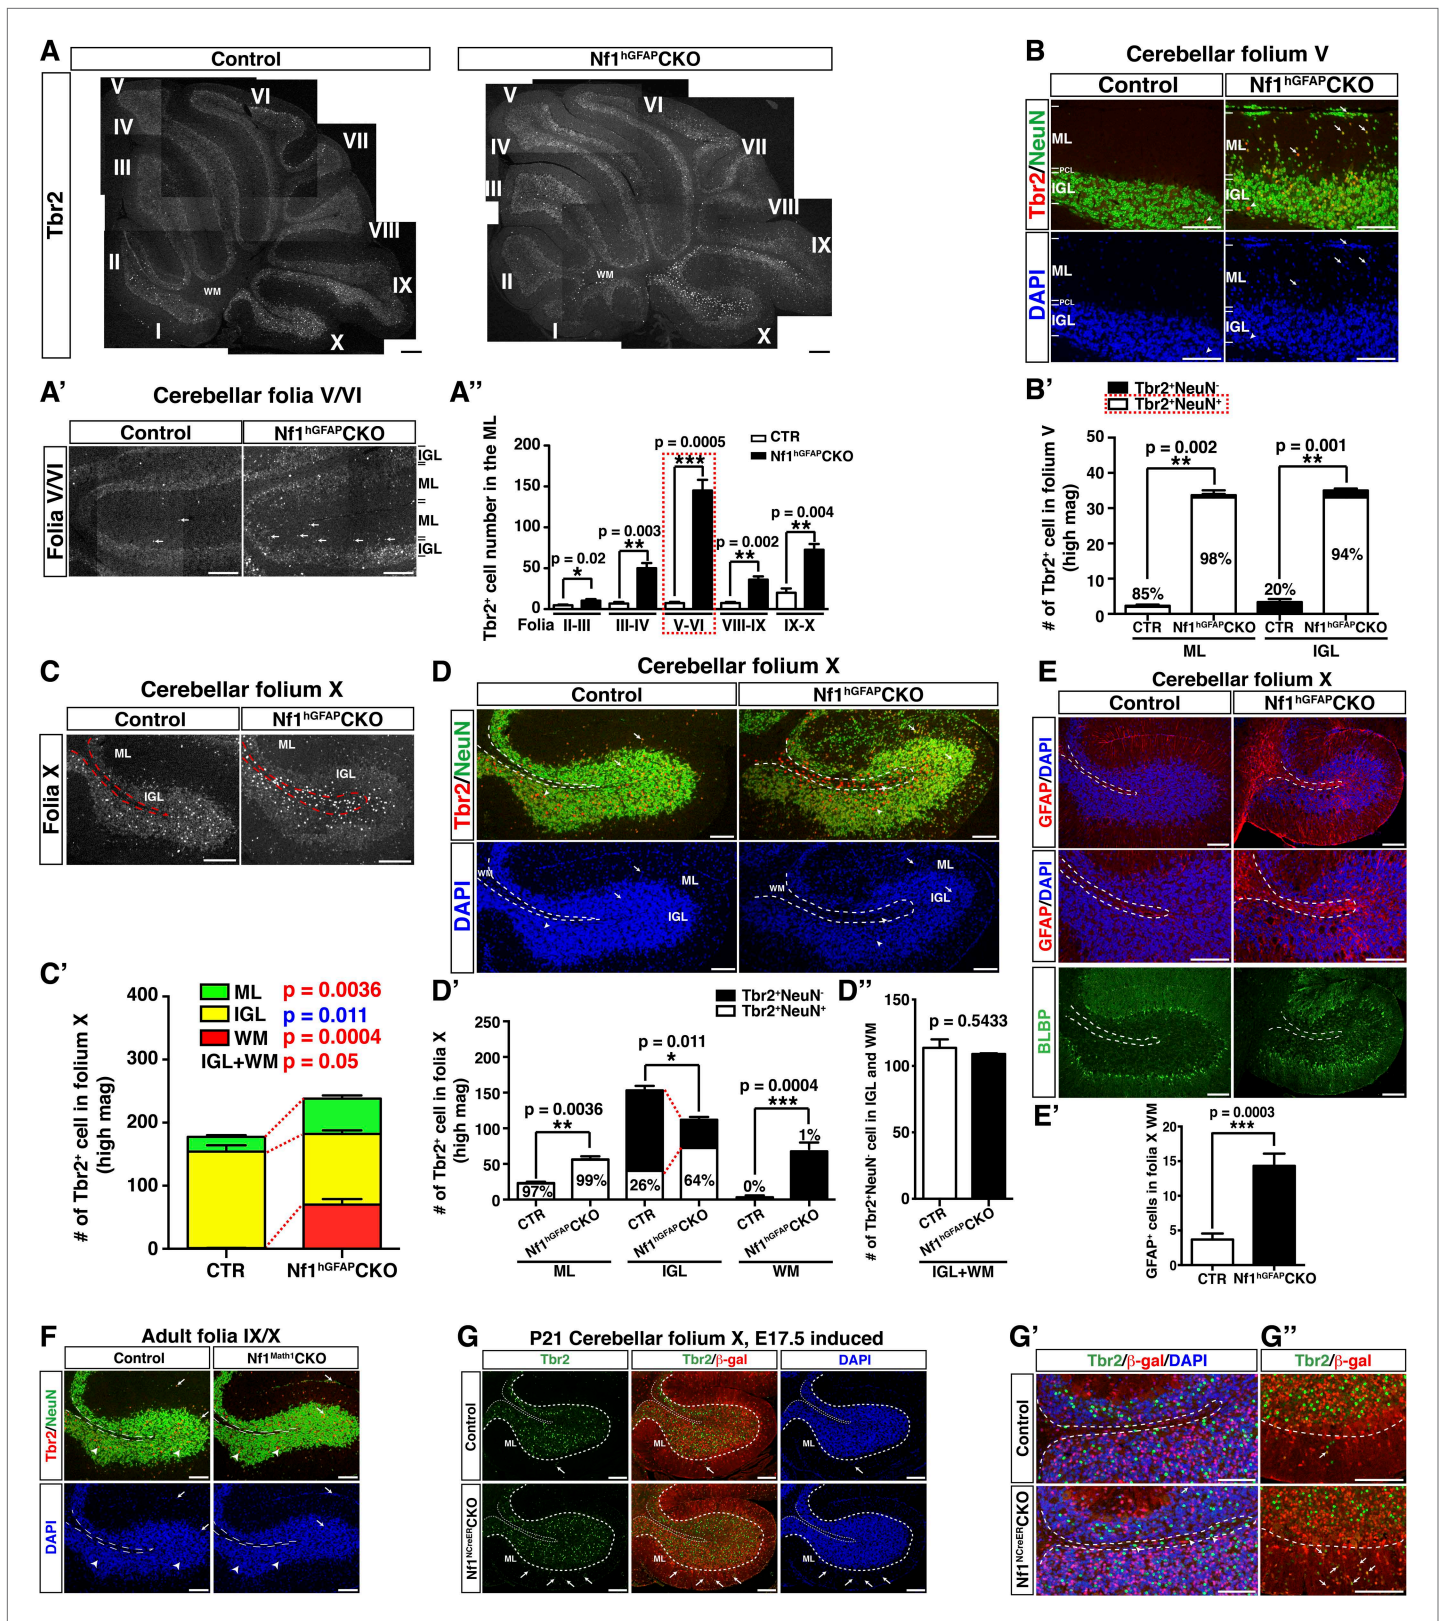 A
Control
Nf1hGFAPCKO
Tbr2
V
VI
IV
VII
III
VIII
II
IX
WM
I
X
V
VI
IV
VII
III
VIII
IX
II
WM
I
X
B
Cerebellar folium V
Control
Nf1hGFAPCKO
Tbr2/NeuN
ML
PCL
IGL
ML
IGL
DAPI
ML
PCL
IGL
ML
IGL
A'
Cerebellar folia V/VI
Control
Nf1hGFAPCKO
Folia V/VI
IGL
ML
ML
IGL
A''
Tbr2+ cell number in the ML
CTR
Nf1hGFAPCKO
200
150
100
50
0
p = 0.02
*
p = 0.003
**
p = 0.0005
***
p = 0.002
**
p = 0.004
**
Folia II-III III-IV V-VI VIII-IX IX-X
B'
Tbr2+NeuN-
Tbr2+NeuN+
# of Tbr2+ cell in folium V
(high mag)
50
40
30
20
10
0
p = 0.002
**
p = 0.001
**
85%
98%
20%
94%
CTR Nf1hGFAPCKO CTR Nf1hGFAPCKO
ML IGL
C
Cerebellar folium X
Control
Nf1hGFAPCKO
Folia X
ML
IGL
ML
IGL
D
Cerebellar folium X
Control
Nf1hGFAPCKO
Tbr2/NeuN
DAPI
WM
ML
IGL
WM
ML
IGL
E
Cerebellar folium X
Control
Nf1hGFAPCKO
GFAP/DAPI
GFAP/DAPI
BLBP
C'
ML p = 0.0036
IGL p = 0.011
WM p = 0.0004
IGL+WM p = 0.05
# of Tbr2+ cell in folium X
(high mag)
400
300
200
100
0
CTR Nf1hGFAPCKO
D'
Tbr2+NeuN-
Tbr2+NeuN+
# of Tbr2+ cell in folia X
(high mag)
250
200
150
100
50
0
p = 0.0036
**
p = 0.011
*
p = 0.0004
***
97%
99%
26%
64%
0%
1%
CTR Nf1hGFAPCKO CTR Nf1hGFAPCKO CTR Nf1hGFAPCKO
ML IGL WM
D''
# of Tbr2+NeuN- cell in IGL and WM
150
100
50
0
p = 0.5433
CTR Nf1hGFAPCKO
IGL+WM
E'
GFAP+ cells in folia X WM
20
15
10
5
0
p = 0.0003
***
CTR Nf1hGFAPCKO
F
Adult folia IX/X
Control
Nf1Math1CKO
Tbr2/NeuN
DAPI
G
P21 Cerebellar folium X, E17.5 induced
Tbr2
Tbr2/β-gal
DAPI
Control
ML
ML
ML
Nf1NCreERCKO
ML
ML
ML
G'
Tbr2/β-gal/DAPI
Control
Nf1NCreERCKO
G''
Tbr2/β-gal